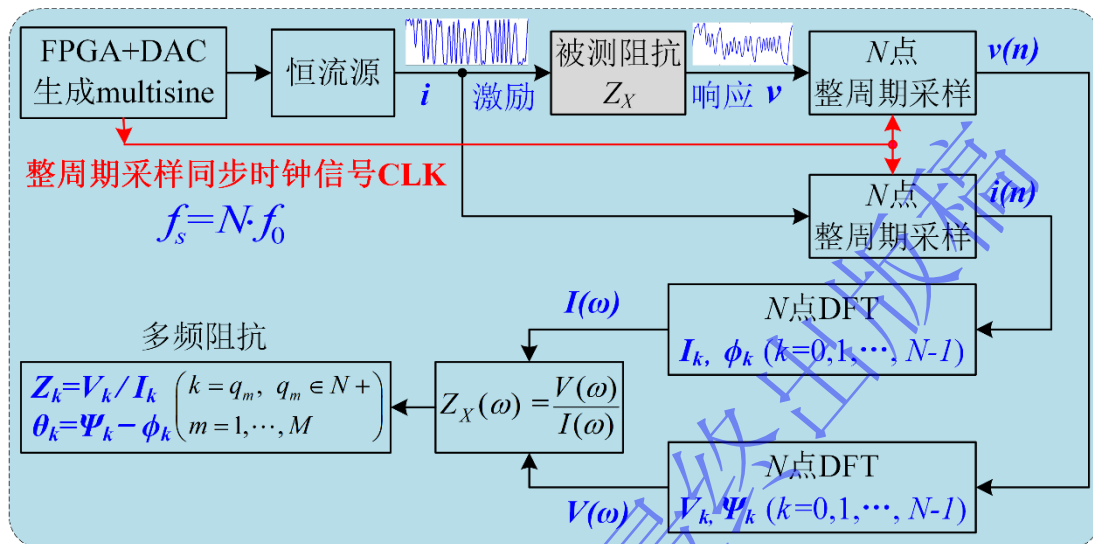 FPGA+DAC
生成multisine
恒流源
i
激励
被测阻抗
Z_X
响应 v
N点
整周期采样
v(n)
整周期采样同步时钟信号CLK
f_s=N·f_0
N点
整周期采样
i(n)
I(ω)
N点DFT
I_k, ϕ_k (k=0,1,⋯, N-1)
多频阻抗
Z_k=V_k/I_k (k=q_m, q_m∈N+
θ_k=Ψ_k−ϕ_k m=1,⋯,M)
Z_X(ω)=V(ω)/I(ω)
V(ω)
N点DFT
V_k, Ψ_k (k=0,1,⋯, N-1)
终出版稿